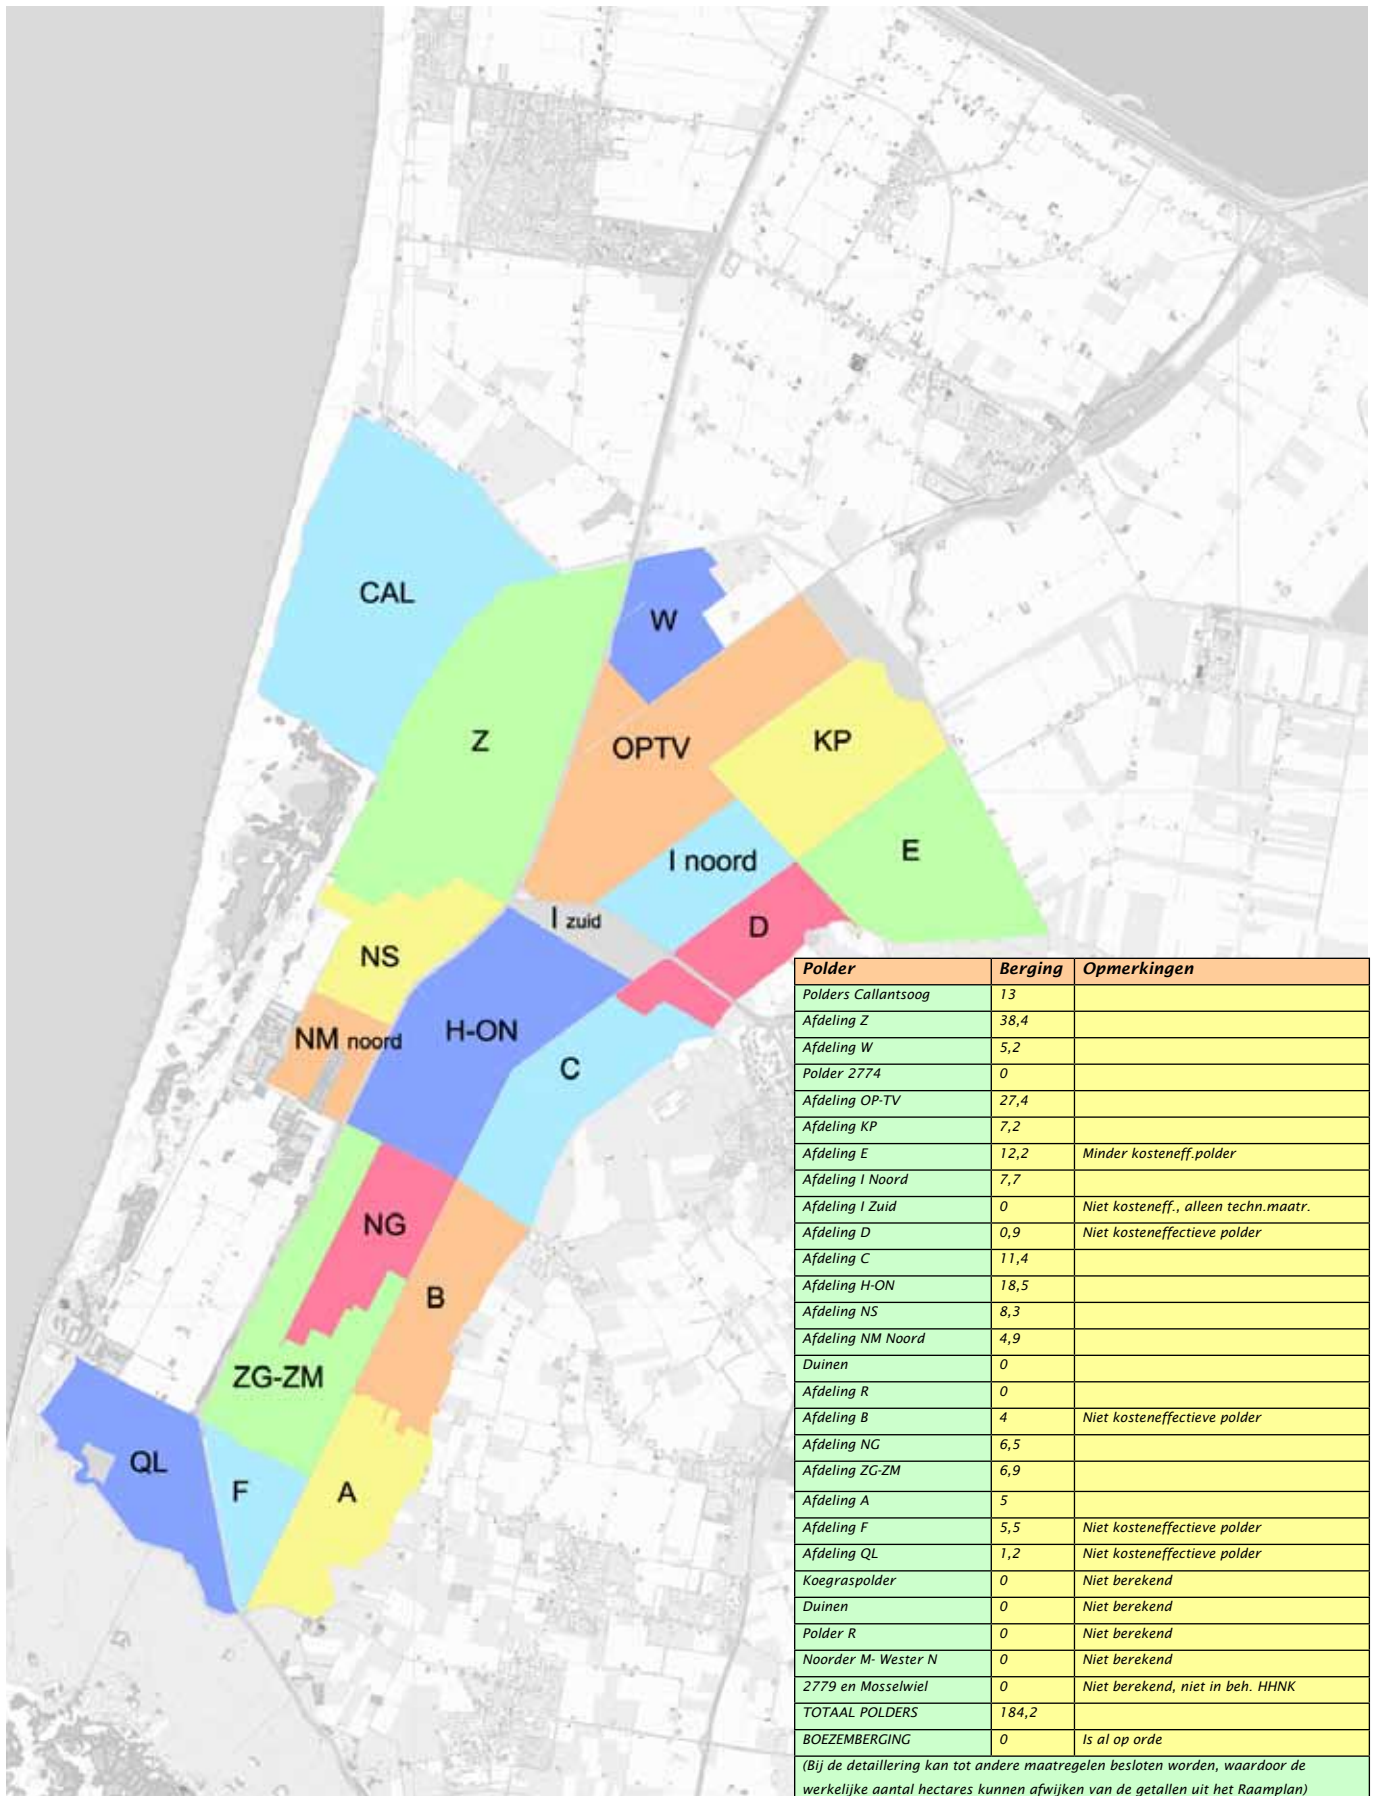 CAL
W
Z
OPTV
KP
I noord
E
I zuid
D
NS
NM noord
H-ON
C
NG
B
ZG-ZM
QL
F
A
Polder Berging Opmerkingen
Polders Callantsoog 13
Afdeling Z 38,4
Afdeling W 5,2
Polder 2774 0
Afdeling OP-TV 27,4
Afdeling KP 7,2
Afdeling E 12,2 Minder kosteneff.polder
Afdeling I Noord 7,7
Afdeling I Zuid 0 Niet kosteneff., alleen techn.maatr.
Afdeling D 0,9 Niet kosteneffectieve polder
Afdeling C 11,4
Afdeling H-ON 18,5
Afdeling NS 8,3
Afdeling NM Noord 4,9
Duinen 0
Afdeling R 0
Afdeling B 4 Niet kosteneffectieve polder
Afdeling NG 6,5
Afdeling ZG-ZM 6,9
Afdeling A 5
Afdeling F 5,5 Niet kosteneffectieve polder
Afdeling QL 1,2 Niet kosteneffectieve polder
Koegraspolder 0 Niet berekend
Duinen 0 Niet berekend
Polder R 0 Niet berekend
Noorder M- Wester N 0 Niet berekend
2779 en Mosselwiel 0 Niet berekend, niet in beh. HHNK
TOTAAL POLDERS 184,2
BOEZEMBERGING 0 Is al op orde
(Bij de detaillering kan tot andere maatregelen besloten worden, waardoor de
werkelijke aantal hectares kunnen afwijken van de getallen uit het Raamplan)